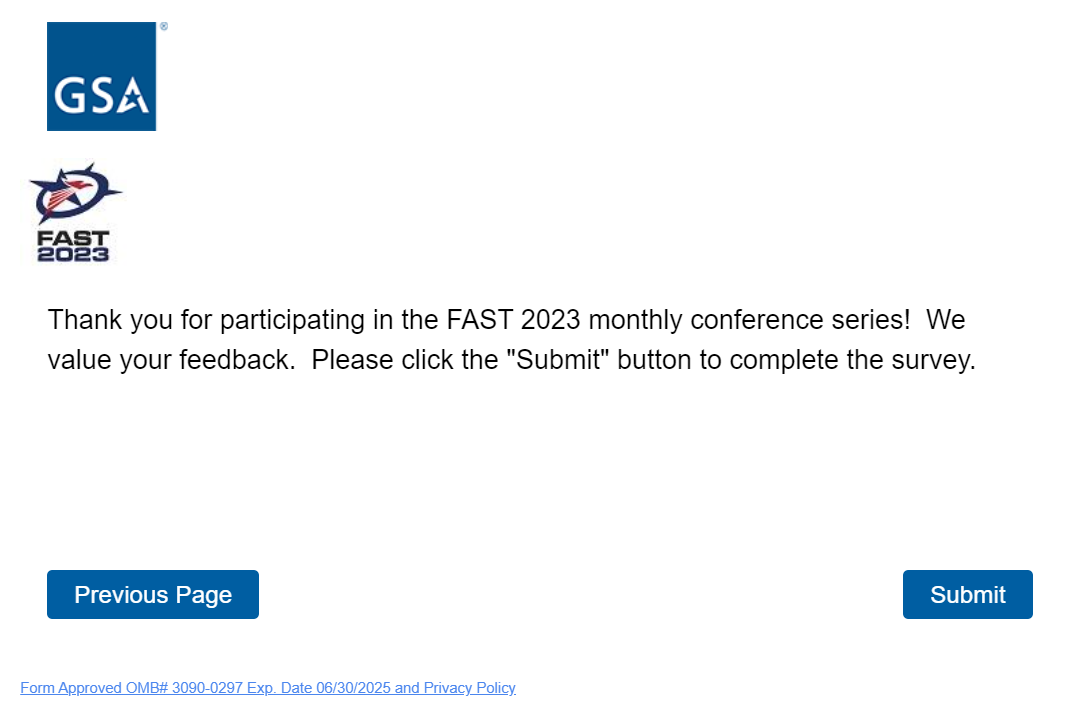 ®
GSA
FAST
2023
Thank you for participating in the FAST 2023 monthly conference series!  We
value your feedback.  Please click the "Submit" button to complete the survey.
Previous Page
Submit
Form Approved OMB# 3090-0297 Exp. Date 06/30/2025 and Privacy Policy